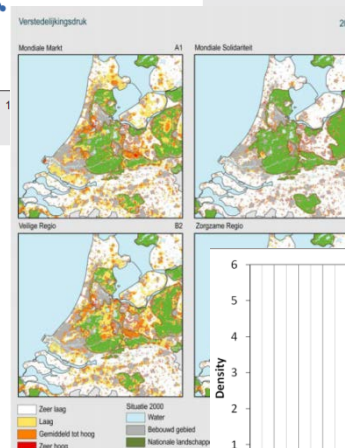 Verstedelijkingsdruk 20
Mondiale Markt A1 Mondiale Solidariteit
1
Veilige Regio B2 Zorgzame Regio
6
5
4
3
2
1
Density
Zeer laag
Laag
Gemiddeld tot hoog
Zeer hoog
Situatie 2000
Water
Bebouwd gebied
Nationale landschappe